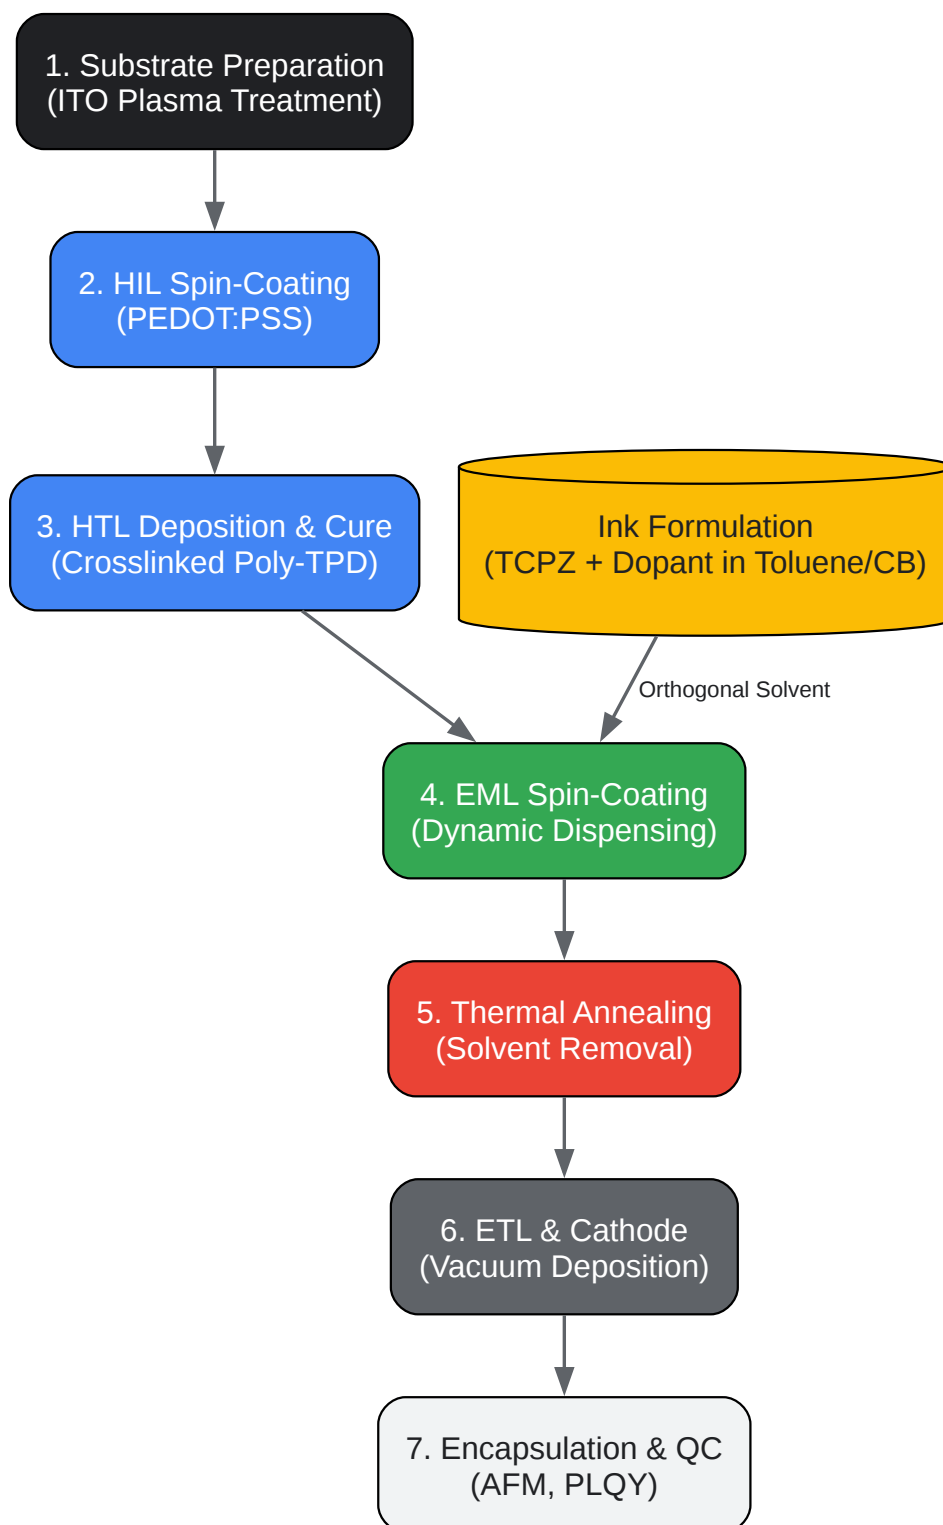 1. Substrate Preparation
(ITO Plasma Treatment)
2. HIL Spin-Coating
(PEDOT:PSS)
3. HTL Deposition & Cure
(Crosslinked Poly-TPD)
Ink Formulation
(TCPZ + Dopant in Toluene/CB)
Orthogonal Solvent
4. EML Spin-Coating
(Dynamic Dispensing)
5. Thermal Annealing
(Solvent Removal)
6. ETL & Cathode
(Vacuum Deposition)
7. Encapsulation & QC
(AFM, PLQY)